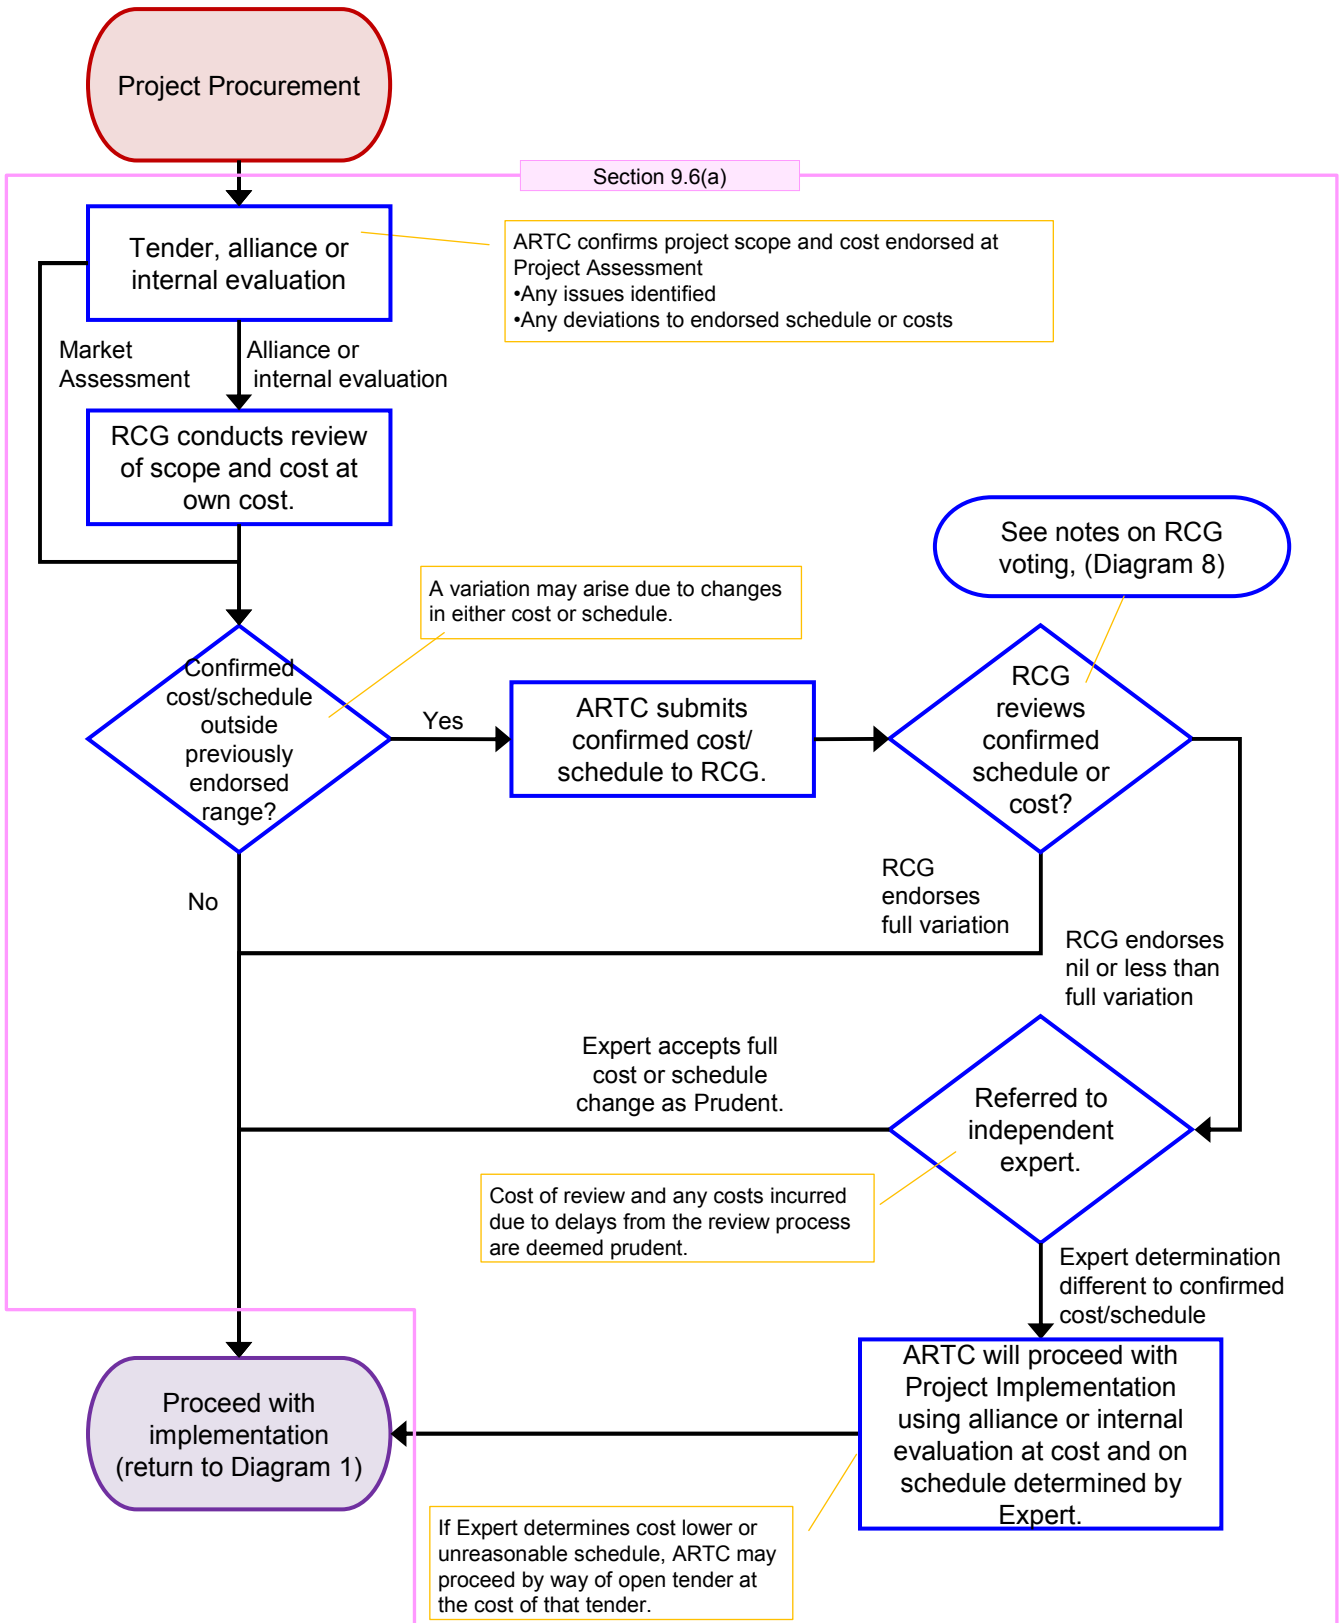 Project Procurement
Section 9.6(a)
Tender, alliance or
internal evaluation
ARTC confirms project scope and cost endorsed at
Project Assessment
•Any issues identified
•Any deviations to endorsed schedule or costs
Market
Assessment
Alliance or
internal evaluation
RCG conducts review
of scope and cost at
own cost.
See notes on RCG
voting, (Diagram 8)
A variation may arise due to changes
in either cost or schedule.
Confirmed
cost/schedule
outside
previously
endorsed
range?
Yes
ARTC submits
confirmed cost/
schedule to RCG.
RCG
reviews
confirmed
schedule or
cost?
No
RCG
endorses
full variation
RCG endorses
nil or less than
full variation
Expert accepts full
cost or schedule
change as Prudent.
Referred to
independent
expert.
Cost of review and any costs incurred
due to delays from the review process
are deemed prudent.
Expert determination
different to confirmed
cost/schedule
Proceed with
implementation
(return to Diagram 1)
ARTC will proceed with
Project Implementation
using alliance or internal
evaluation at cost and on
schedule determined by
Expert.
If Expert determines cost lower or
unreasonable schedule, ARTC may
proceed by way of open tender at
the cost of that tender.